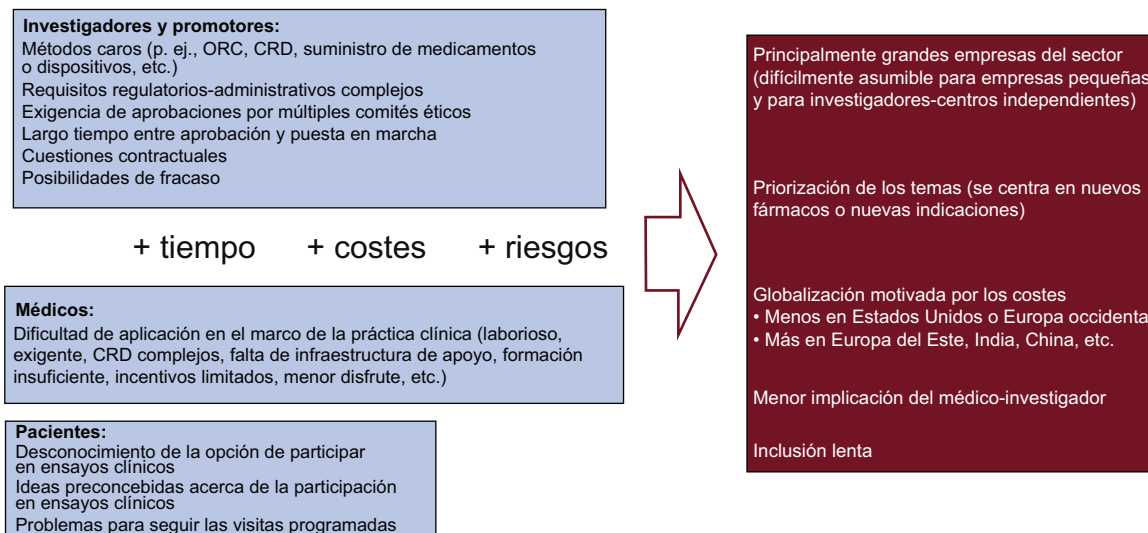 Investigadores y promotores:
Métodos caros (p. ej., ORC, CRD, suministro de medicamentos
o dispositivos, etc.)
Requisitos regulatorios-administrativos complejos
Exigencia de aprobaciones por múltiples comités éticos
Largo tiempo entre aprobación y puesta en marcha
Cuestiones contractuales
Posibilidades de fracaso
+ tiempo + costes + riesgos
Médicos:
Dificultad de aplicación en el marco de la práctica clínica (laborioso,
exigente, CRD complejos, falta de infraestructura de apoyo, formación
insuficiente, incentivos limitados, menor disfrute, etc.)
Pacientes:
Desconocimiento de la opción de participar
en ensayos clínicos
Ideas preconcebidas acerca de la participación
en ensayos clínicos
Problemas para seguir las visitas programadas
Principalmente grandes empresas del sector
(difícilmente asumible para empresas pequeñas
y para investigadores-centros independientes)
Priorización de los temas (se centra en nuevos
fármacos o nuevas indicaciones)
Globalización motivada por los costes
• Menos en Estados Unidos o Europa occidenta
• Más en Europa del Este, India, China, etc.
Menor implicación del médico-investigador
Inclusión lenta